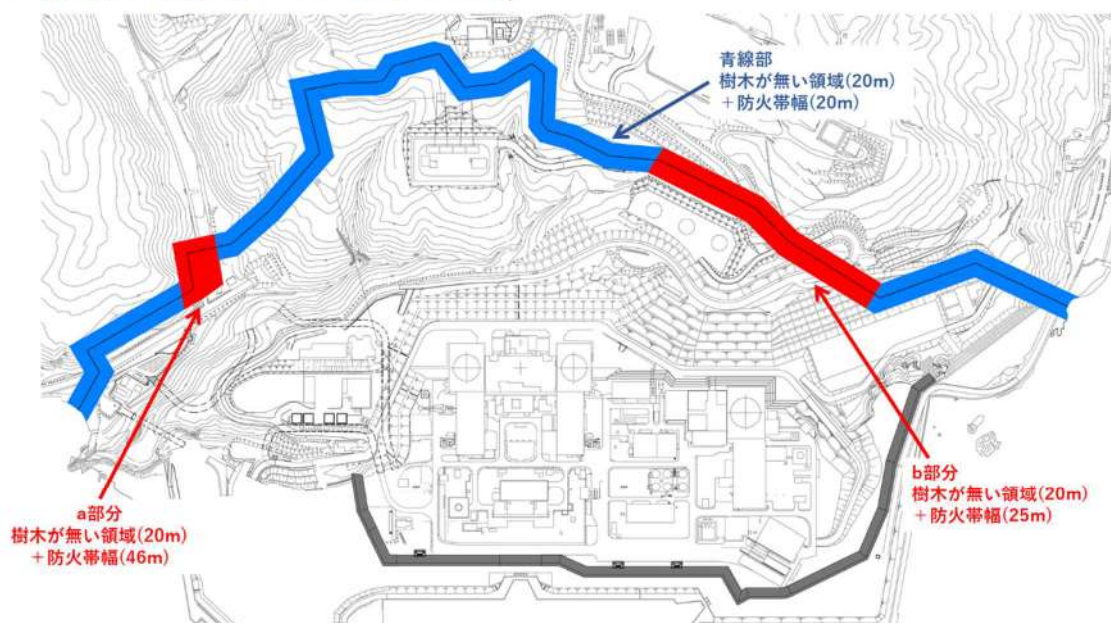 青線部
樹木が無い領域(20m)
＋防火帯幅(20m)
a部分
樹木が無い領域(20m)
＋防火帯幅(46m)
b部分
樹木が無い領域(20m)
＋防火帯幅(25m)